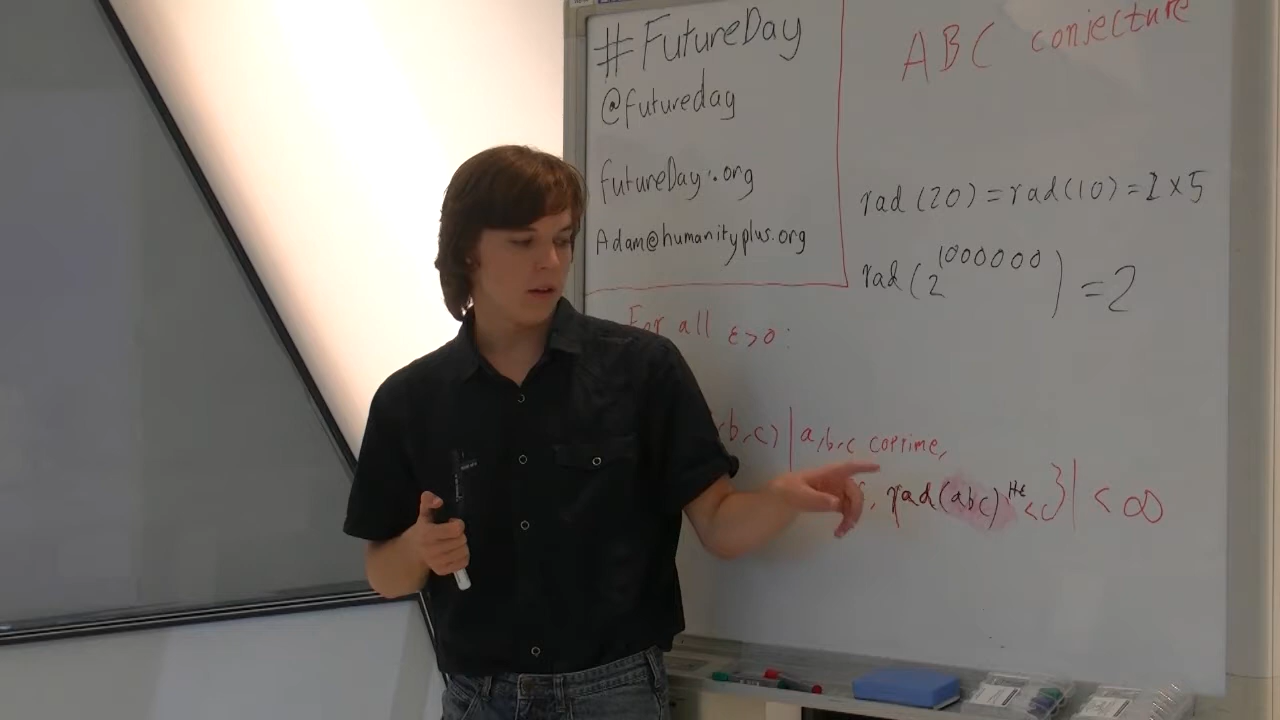 #FutureDay
@futureday
futureDay.org
Adam@humanityplus.org
ABC conjecture
rad(20)=rad(10)=2×5
rad(2^1000000)=2
For all ε>0:
b,c) | a,b,c coprime,
, rad(abc)^1+ε <c}| < ∞